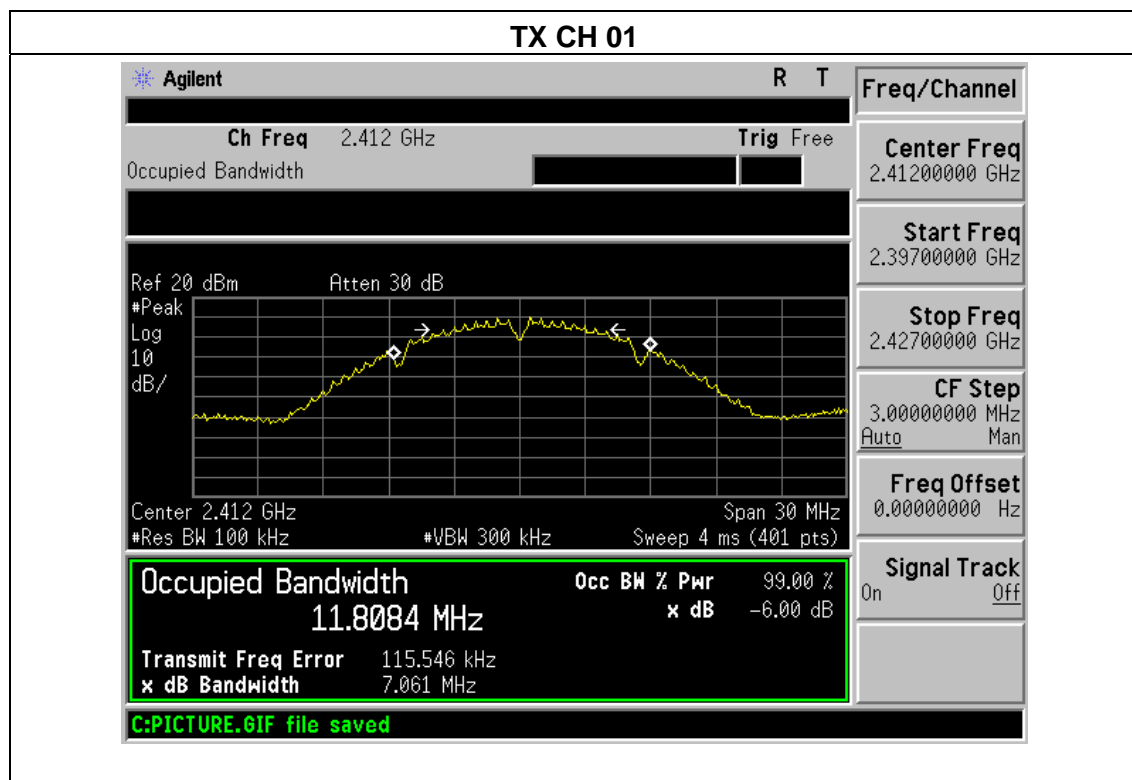 TX CH 01
Agilent R T
Freq/Channel
Ch Freq 2.412 GHz Trig Free
Occupied Bandwidth
Center Freq
2.41200000 GHz
Start Freq
2.39700000 GHz
Stop Freq
2.42700000 GHz
CF Step
3.00000000 MHz
Auto Man
Freq Offset
0.00000000 Hz
Signal Track
On Off
Ref 20 dBm Atten 30 dB
#Peak
Log
10
dB/
Center 2.412 GHz Span 30 MHz
#Res BW 100 kHz #VBW 300 kHz Sweep 4 ms (401 pts)
Occupied Bandwidth Occ BW % Pwr 99.00 %
11.8084 MHz x dB -6.00 dB
Transmit Freq Error 115.546 kHz
x dB Bandwidth 7.061 MHz
C:PICTURE.GIF file saved